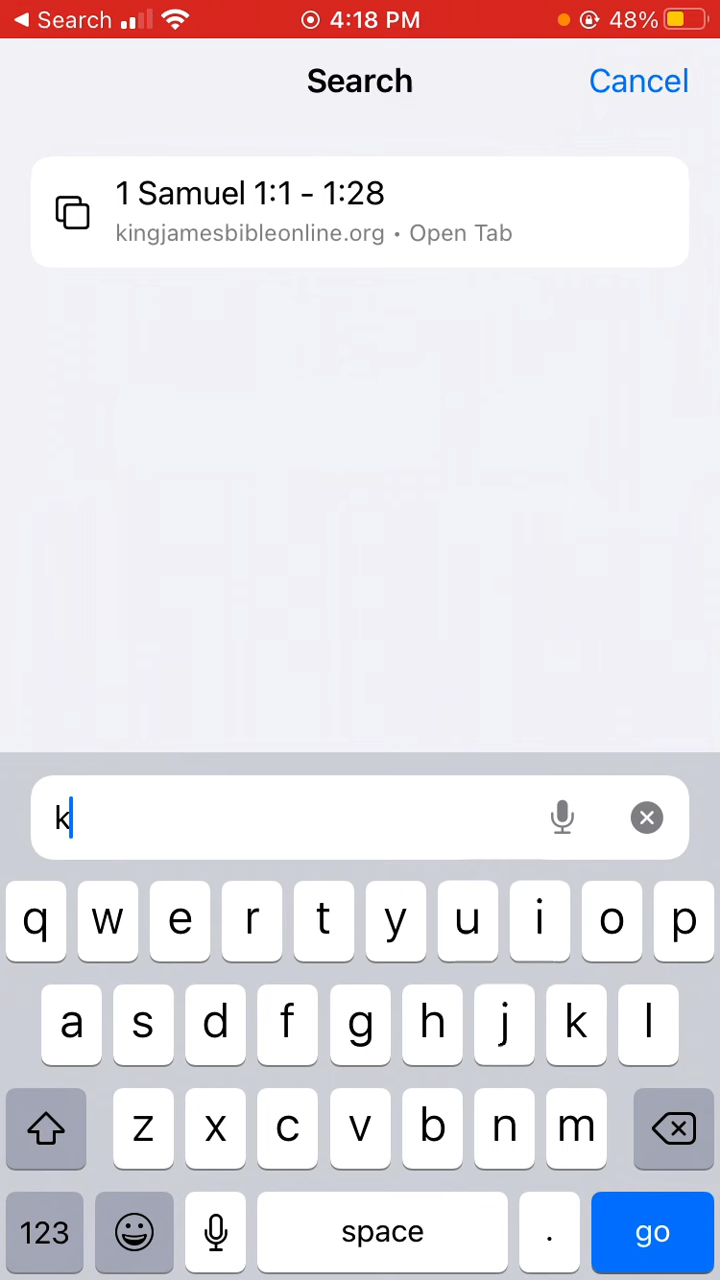 Search 4:18 PM 48%
Search Cancel
1 Samuel 1:1 - 1:28
kingjamesbibleonline.org • Open Tab
k
q w e r t y u i o p
a s d f g h j k l
z x c v b n m
123 space . go